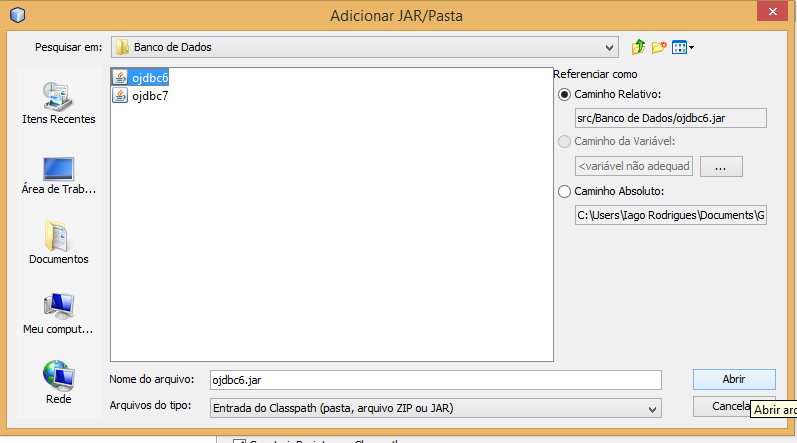 Adicionar JAR/Pasta
Pesquisar em:
Banco de Dados
Itens Recentes
Área de Trab...
Documentos
Meu comput...
Rede
ojdbc6
ojdbc7
Referenciar como
Caminho Relativo:
src/Banco de Dados/ojdbc6.jar
Caminho da Variável:
<variável não adequad
...
Caminho Absoluto:
C:\Users\Iago Rodrigues\Documents\G
Nome do arquivo:
ojdbc6.jar
Abrir
Arquivos do tipo:
Entrada do Classpath (pasta, arquivo ZIP ou JAR)
Cancela
Abrir arq